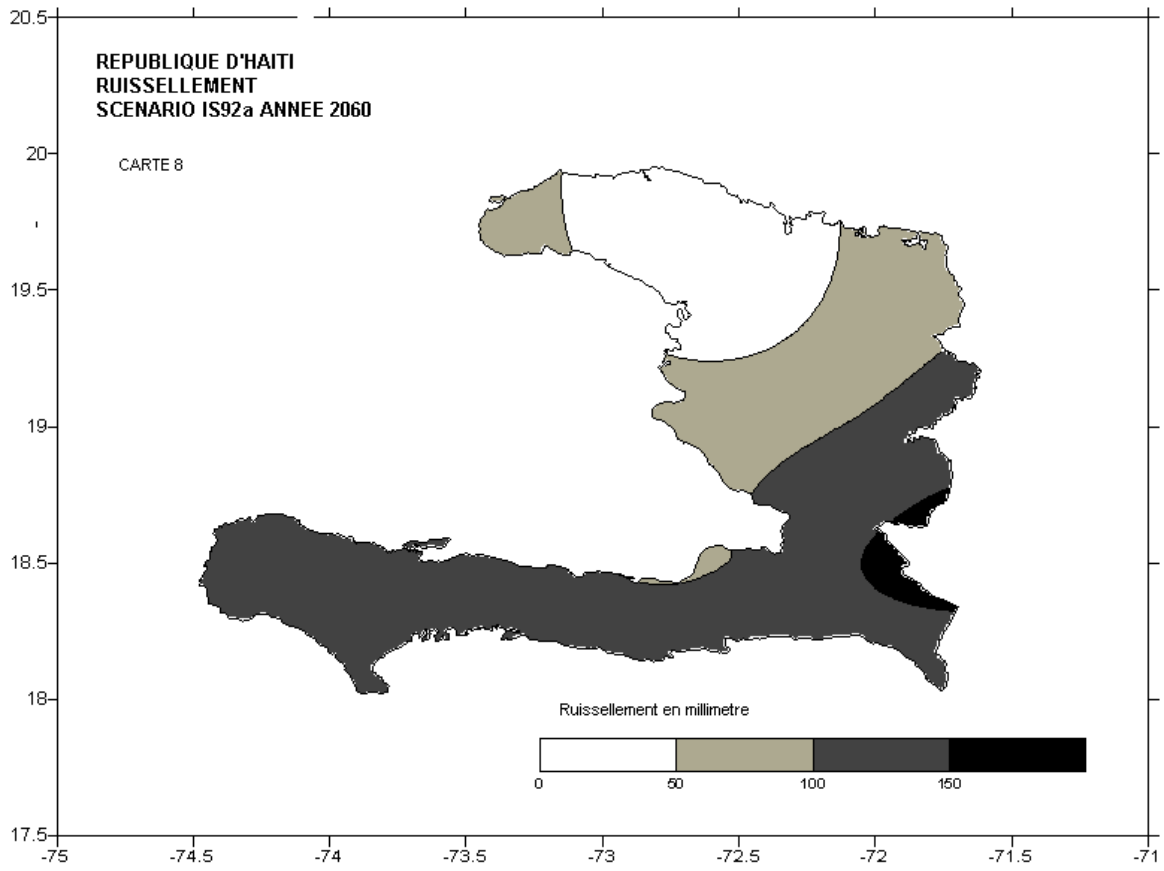 20.5
REPUBLIQUE D'HAITI
RUISSELLEMENT
SCENARIO IS92a ANNEE 2060
20
CARTE 8
19.5
19
18.5
18
Ruissellement en millimetre
0 50 100 150
17.5
-75 -74.5 -74 -73.5 -73 -72.5 -72 -71.5 -71